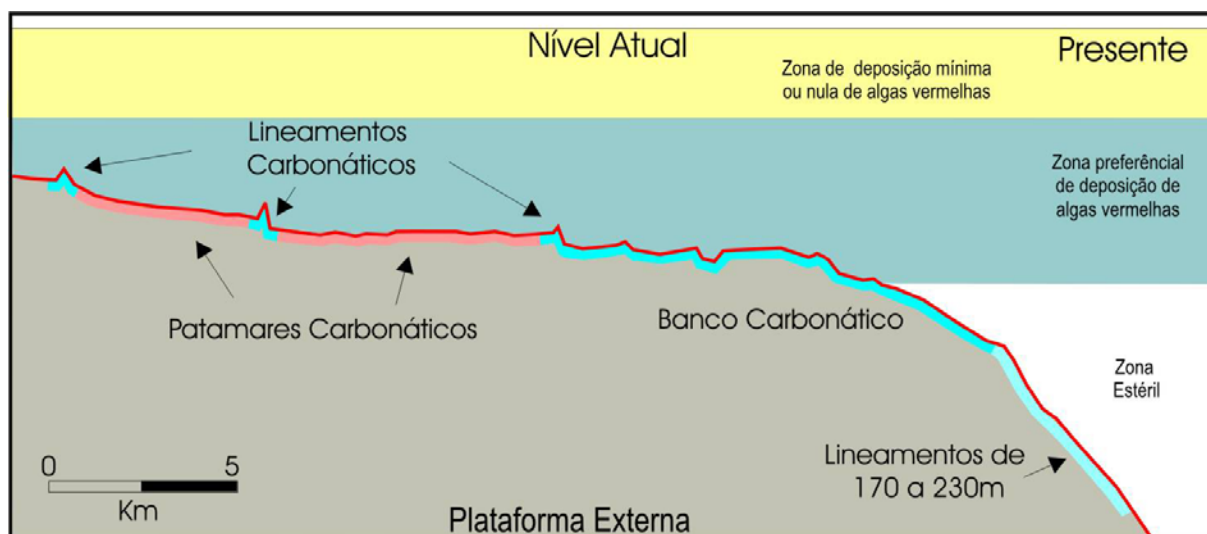 Nível Atual
Presente
Zona de deposição mínima
ou nula de algas vermelhas
Lineamentos
Carbonáticos
Zona preferêncial
de deposição de
algas vermelhas
Patamares Carbonáticos
Banco Carbonático
Zona
Estéril
Lineamentos de
170 a 230m
0 5
Km
Plataforma Externa